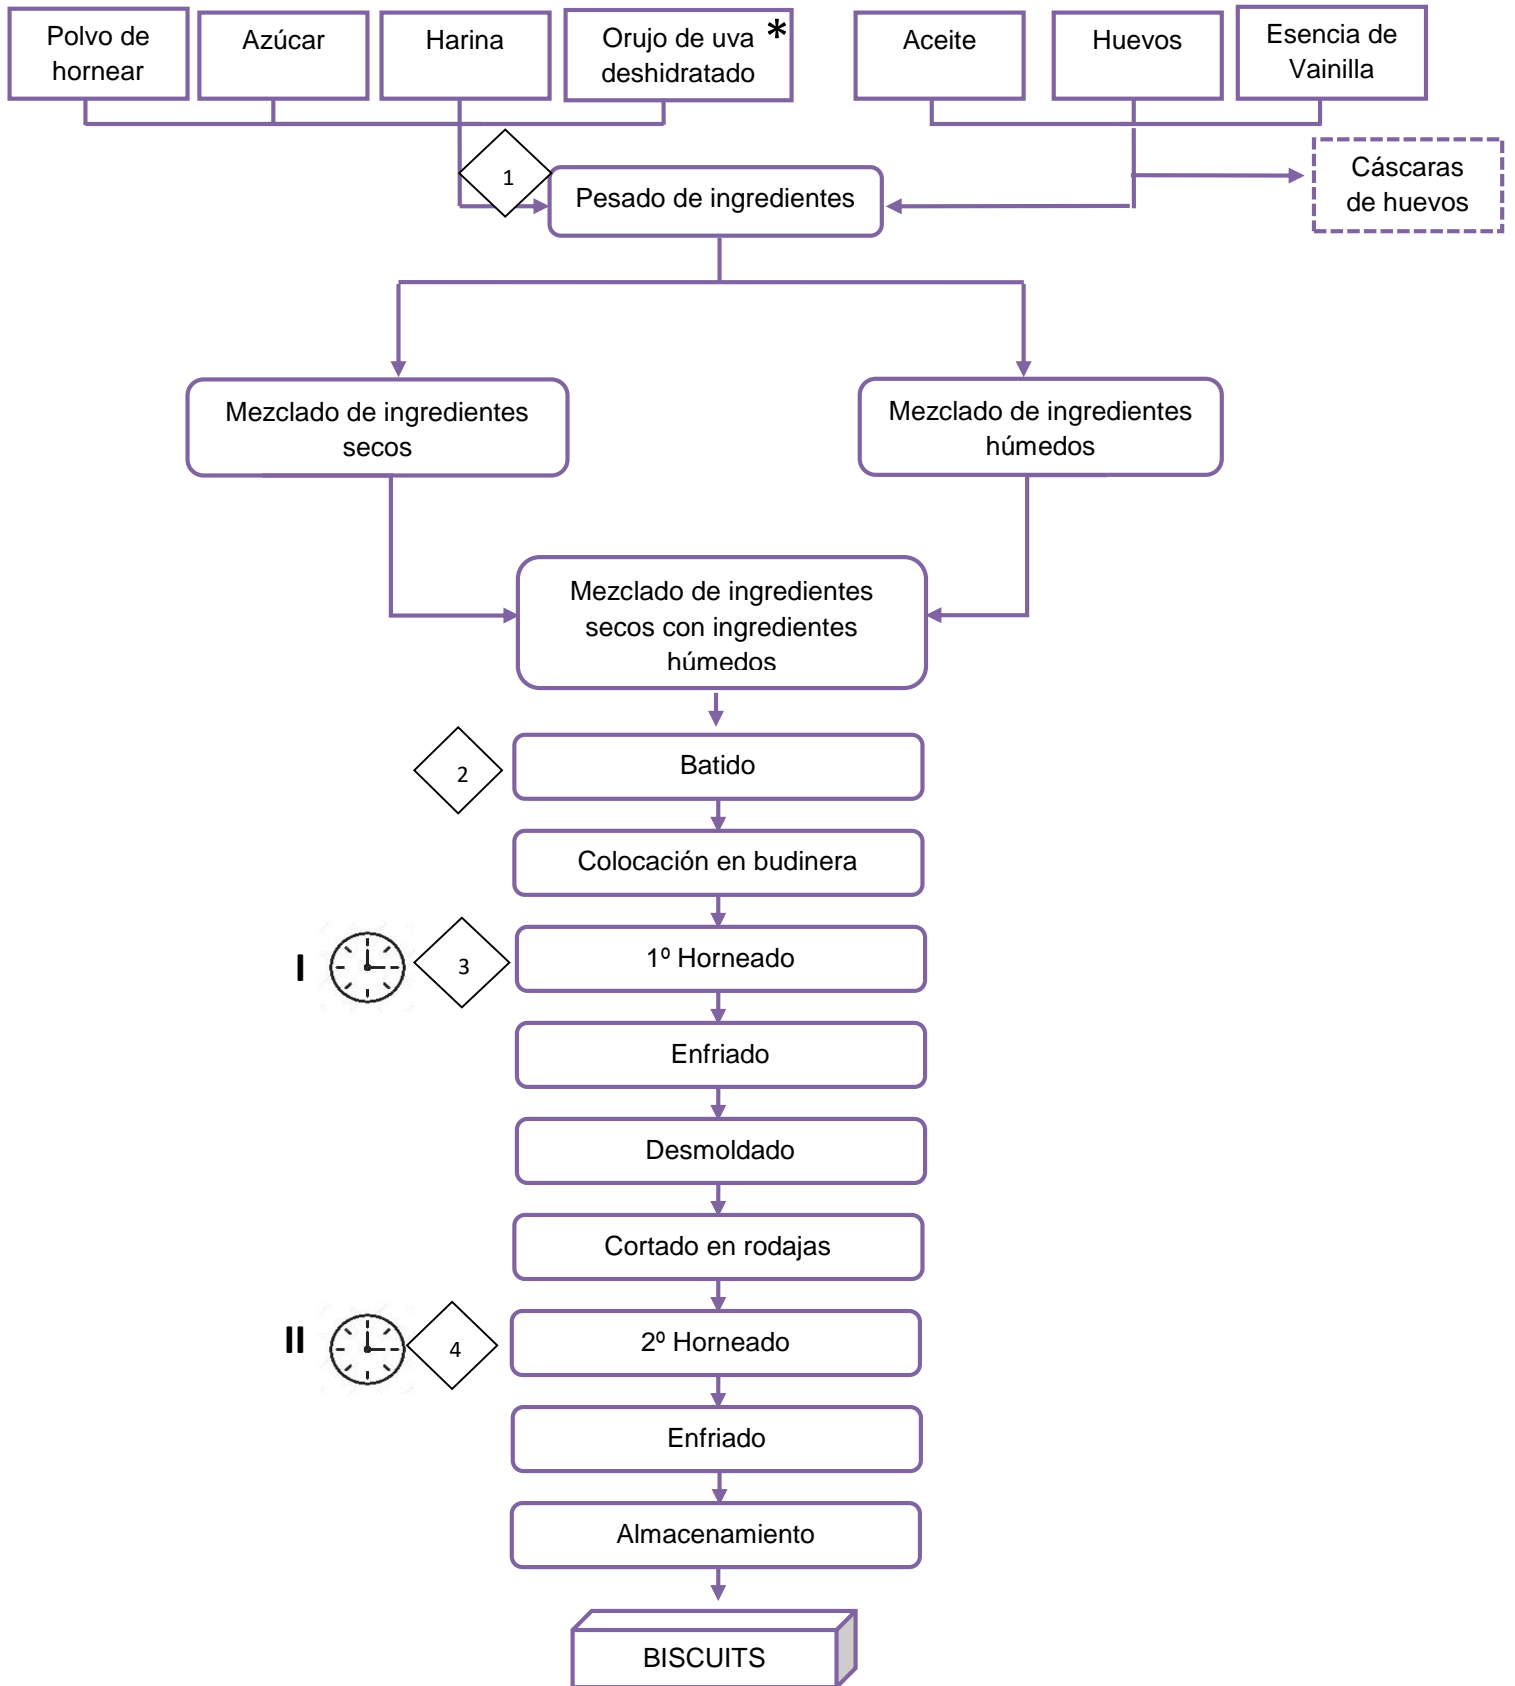 Polvo de
hornear
Azúcar
Harina
Orujo de uva *
deshidratado
Aceite
Huevos
Esencia de
Vainilla
Cáscaras
de huevos
1
Pesado de ingredientes
Mezclado de ingredientes
secos
Mezclado de ingredientes
húmedos
Mezclado de ingredientes
secos con ingredientes
húmedos
2
Batido
Colocación en budinera
I
3
1º Horneado
Enfriado
Desmoldado
Cortado en rodajas
II
4
2º Horneado
Enfriado
Almacenamiento
BISCUITS